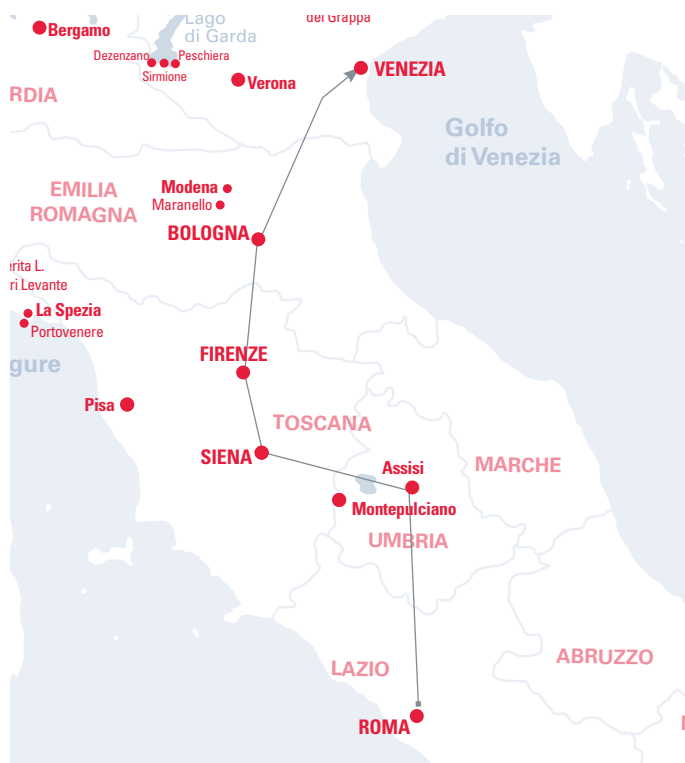 del Grappa
Lago
di Garda
Bergamo
Dezenzano
Peschiera
Sirmione
Verona
VENEZIA
RDIA
Golfo
di Venezia
EMILIA
ROMAGNA
Modena
Maranello
BOLOGNA
erita L.
ri Levante
La Spezia
Portovenere
FIRENZE
gure
Pisa
TOSCANA
SIENA
Assisi
MARCHE
Montepulciano
UMBRIA
LAZIO
ABRUZZO
ROMA